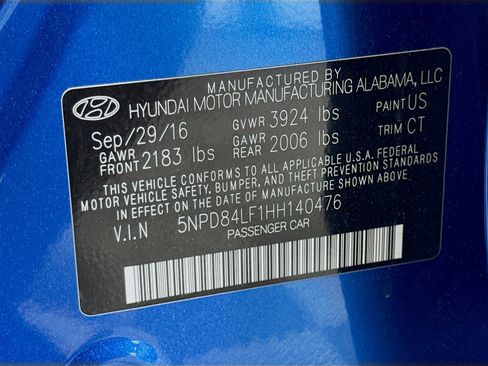 MANUFACTURED BY
HYUNDAI MOTOR MANUFACTURING ALABAMA, LLC
Sep/29/16 GVWR 3924 lbs PAINT US
GAWR FRONT 2183 lbs GAWR REAR 2006 lbs TRIM CT
THIS VEHICLE CONFORMS TO ALL APPLICABLE U.S.A. FEDERAL
MOTOR VEHICLE SAFETY, BUMPER, AND THEFT PREVENTION
STANDARDS IN EFFECT ON THE DATE OF MANUFACTURE SHOWN ABOVE.
V.I.N 5NPD84LF1HH140476
PASSENGER CAR